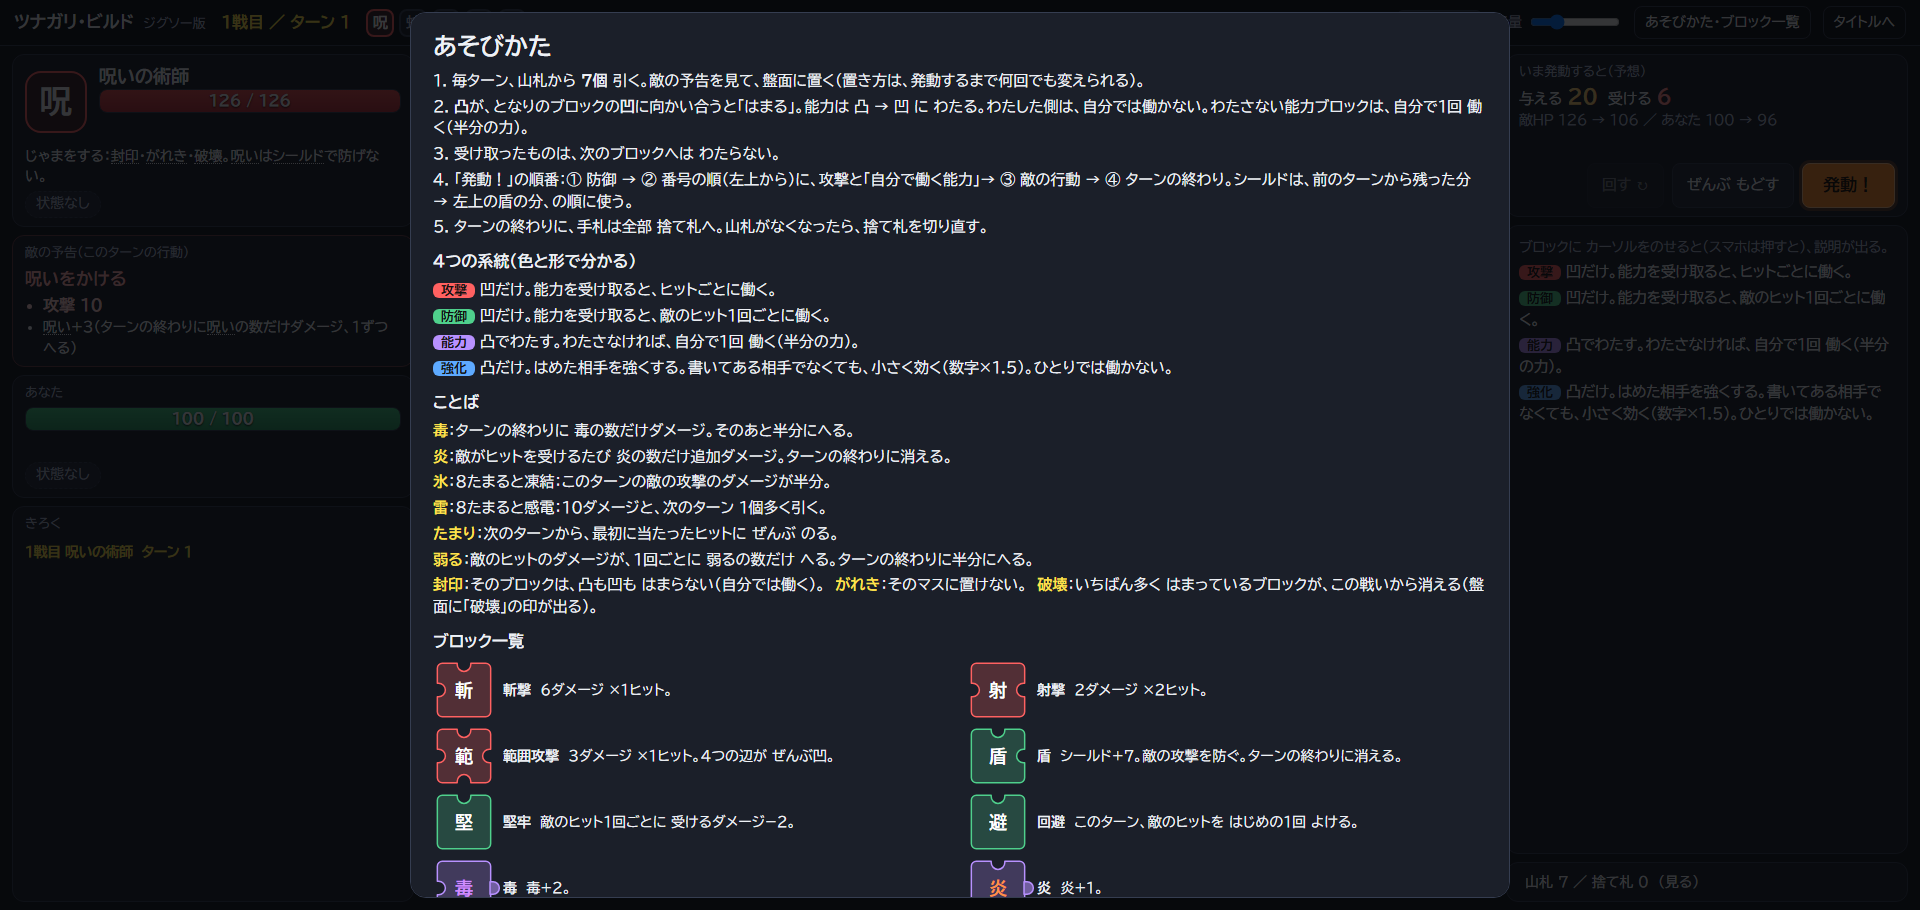 ツナガリ・ビルド ジグソー版 1戦目 ／ ターン 1 呪
量 あそびかた・ブロック一覧 タイトルへ
呪 呪いの術師
126 / 126
じゃまをする：封印・がれき・破壊。呪いはシールドで防げな
い。
状態なし
敵の予告（このターンの行動）
呪いをかける
• 攻撃 10
• 呪い+3（ターンの終わりに呪いの数だけダメージ、1ずつ
へる）
あなた
100 / 100
状態なし
きろく
1戦目 呪いの術師 ターン 1
あそびかた
1. 毎ターン、山札から 7個 引く。敵の予告を見て、盤面に置く（置き方は、発動するまで何回でも変えられる）。
2. 凸が、となりのブロックの凹に向かい合うと「はまる」。能力は 凸 → 凹 に わたる。わたした側は、自分では働かない。わたさない能力ブロックは、自分で1回 働
く（半分の力）。
3. 受け取ったものは、次のブロックへは わたらない。
4. 「発動！」の順番：① 防御 → ② 番号の順（左上から）に、攻撃と「自分で働く能力」→ ③ 敵の行動 → ④ ターンの終わり。シールドは、前のターンから残った分
→ 左上の盾の分、の順に使う。
5. ターンの終わりに、手札は全部 捨て札へ。山札がなくなったら、捨て札を切り直す。
4つの系統（色と形で分かる）
攻撃 凹だけ。能力を受け取ると、ヒットごとに働く。
防御 凹だけ。能力を受け取ると、敵のヒット1回ごとに働く。
能力 凸でわたす。わたさなければ、自分で1回 働く（半分の力）。
強化 凸だけ。はめた相手を強くする。書いてある相手でなくても、小さく効く（数字×1.5）。ひとりでは働かない。
ことば
毒：ターンの終わりに 毒の数だけダメージ。そのあと半分にへる。
炎：敵がヒットを受けるたび 炎の数だけ追加ダメージ。ターンの終わりに消える。
氷：8たまると凍結：このターンの敵の攻撃のダメージが半分。
雷：8たまると感電：10ダメージと、次のターン 1個多く引く。
たまり：次のターンから、最初に当たったヒットに ぜんぶ のる。
弱る：敵のヒットのダメージが、1回ごとに 弱るの数だけ へる。ターンの終わりに半分にへる。
封印：そのブロックは、凸も凹も はまらない（自分では働く）。 がれき：そのマスに置けない。 破壊：いちばん多く はまっているブロックが、この戦いから消える（盤
面に「破壊」の印が出る）。
ブロック一覧
斬 斬撃 6ダメージ ×1ヒット。
射 射撃 2ダメージ ×2ヒット。
範 範囲攻撃 3ダメージ ×1ヒット。4つの辺が ぜんぶ凹。
盾 盾 シールド+7。敵の攻撃を防ぐ。ターンの終わりに消える。
堅 堅牢 敵のヒット1回ごとに 受けるダメージ−2。
避 回避 このターン、敵のヒットを はじめの1回 よける。
毒 毒 毒+2。
炎 炎 炎+1。
いま発動すると（予想）
与える 20 受ける 6
敵HP 126 → 106 ／ あなた 100 → 96
回す ↻ ぜんぶ もどす 発動！
ブロックに カーソルをのせると（スマホは押すと）、説明が出る。
攻撃 凹だけ。能力を受け取ると、ヒットごとに働く。
防御 凹だけ。能力を受け取ると、敵のヒット1回ごとに働
く。
能力 凸でわたす。わたさなければ、自分で1回 働く（半分
の力）。
強化 凸だけ。はめた相手を強くする。書いてある相手で
なくても、小さく効く（数字×1.5）。ひとりでは働かない。
山札 7 ／ 捨て札 0（見る）